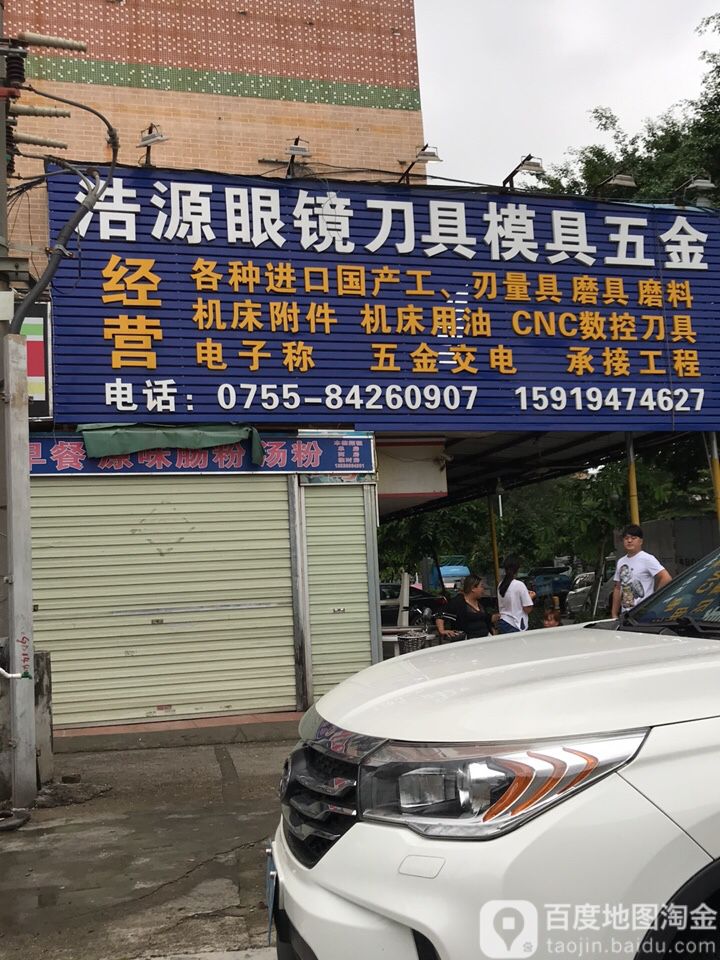 浩源眼镜刀具模具五金
经营
各种进口国产工、刃量具 磨具 磨料
机床附件 机床用油 CNC数控刀具
电子称 五金交电 承接工程
电话：0755-84260907 15919474627
早餐 原味肠粉 汤粉
百度地图淘金
taojin.baidu.com